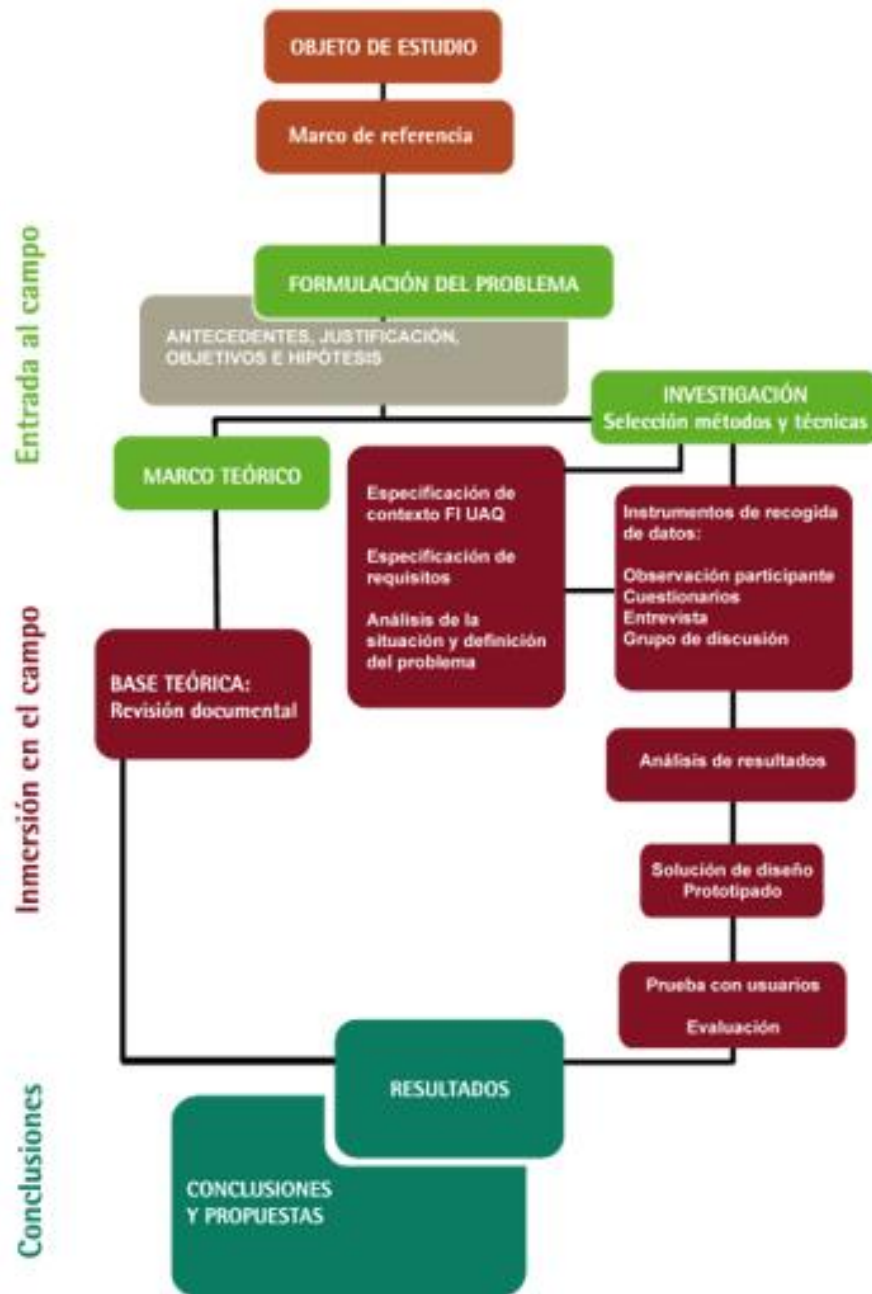 OBJETO DE ESTUDIO
Marco de referencia
Entrada al campo
FORMULACIÓN DEL PROBLEMA
ANTECEDENTES, JUSTIFICACIÓN,
OBJETIVOS E HIPÓTESIS
INVESTIGACIÓN
Selección métodos y técnicas
MARCO TEÓRICO
Especificación de
contexto FI UAQ
Especificación de
requisitos
Análisis de la
situación y definición
del problema
Instrumentos de recogida
de datos:
Observación participante
Cuestionarios
Entrevista
Grupo de discusión
Inmersión en el campo
BASE TEÓRICA:
Revisión documental
Análisis de resultados
Solución de diseño
Prototipado
Prueba con usuarios
Evaluación
Conclusiones
RESULTADOS
CONCLUSIONES
Y PROPUESTAS